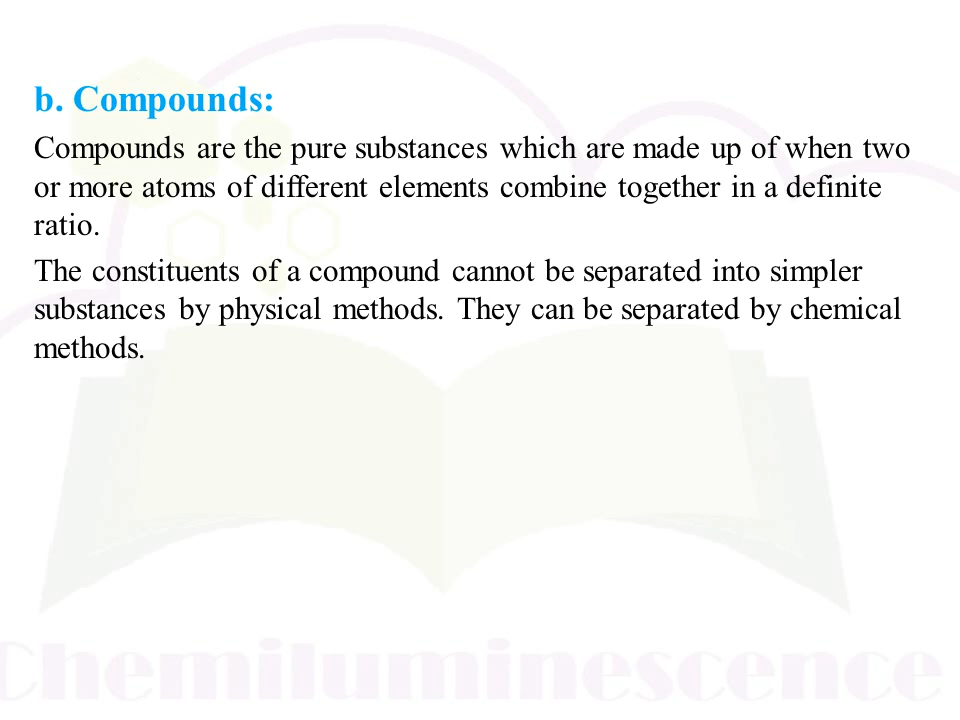 b. Compounds:
Compounds are the pure substances which are made up of when two
or more atoms of different elements combine together in a definite
ratio.
The constituents of a compound cannot be separated into simpler
substances by physical methods. They can be separated by chemical
methods.
Chemiluminescence